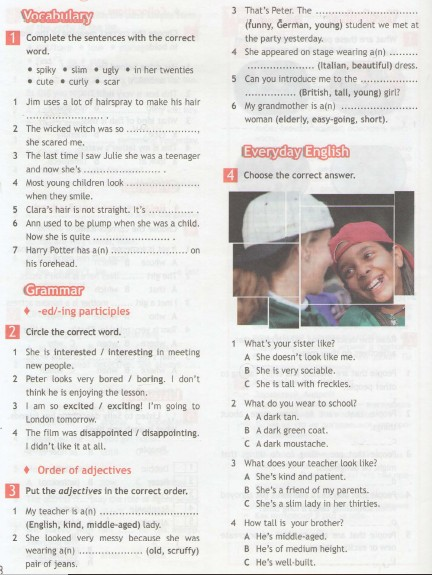 Vocabulary
1 Complete the sentences with the correct
word.
• spiky • slim • ugly • in her twenties
• cute • curly • scar
1 Jim uses a lot of hairspray to make his hair
........................ .
2 The wicked witch was so ......................,
she scared me.
3 The last time I saw Julie she was a teenager
and now she's ........................ .
4 Most young children look ......................
when they smile.
5 Clara's hair is not straight. It's ............. .
6 Ann used to be plump when she was a child.
Now she is quite ........................ .
7 Harry Potter has a(n) ...................... on
his forehead.
Grammar
♦ -ed/-ing participles
2 Circle the correct word.
1 She is interested / interesting in meeting
new people.
2 Peter looks very bored / boring. I don't
think he is enjoying the lesson.
3 I am so excited / exciting! I'm going to
London tomorrow.
4 The film was disappointed / disappointing.
I didn't like it at all.
♦ Order of adjectives
3 Put the adjectives in the correct order.
1 My teacher is a(n) ..............................
(English, kind, middle-aged) lady.
2 She looked very messy because she was
wearing a(n) .................. (old, scruffy)
pair of jeans.
3 That's Peter. The ..............................
(funny, German, young) student we met at
the party yesterday.
4 She appeared on stage wearing a(n) .........
..................... (Italian, beautiful) dress.
5 Can you introduce me to the ..................
........................ (British, tall, young) girl?
6 My grandmother is a(n) ......................
woman (elderly, easy-going, short).
Everyday English
4 Choose the correct answer.
1 What's your sister like?
A She doesn't look like me.
B She is very sociable.
C She is tall with freckles.
2 What do you wear to school?
A A dark tan.
B A dark green coat.
C A dark moustache.
3 What does your teacher look like?
A She's kind and patient.
B She's a friend of my parents.
C She's a slim lady in her thirties.
4 How tall is your brother?
A He's middle-aged.
B He's of medium height.
C He's well-built.